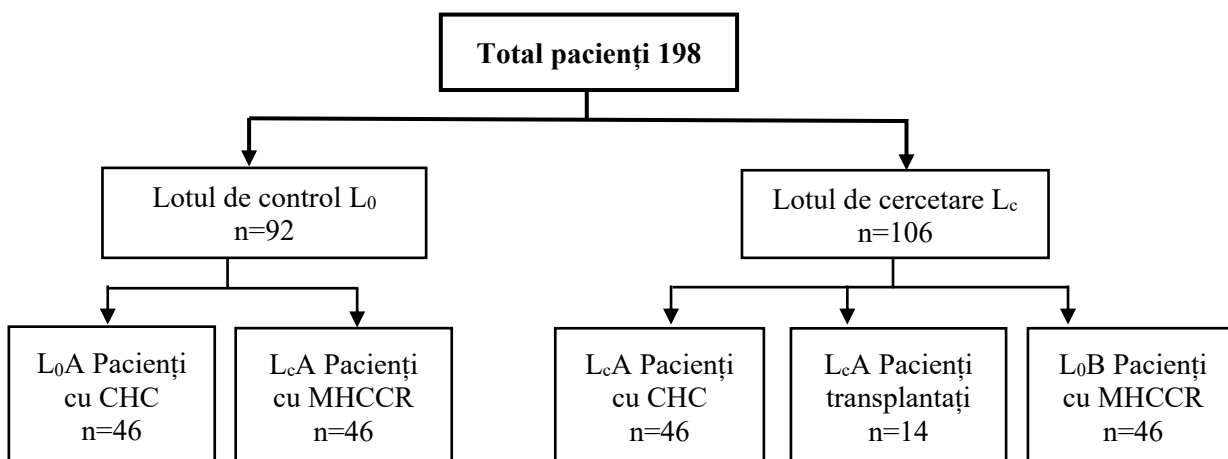 Total pacienți 198
Lotul de control L₀
n=92
Lotul de cercetare Lc
n=106
L₀A Pacienți
cu CHC
n=46
LcA Pacienți
cu MHCCR
n=46
LcA Pacienți
cu CHC
n=46
LcA Pacienți
transplantați
n=14
L₀B Pacienți
cu MHCCR
n=46